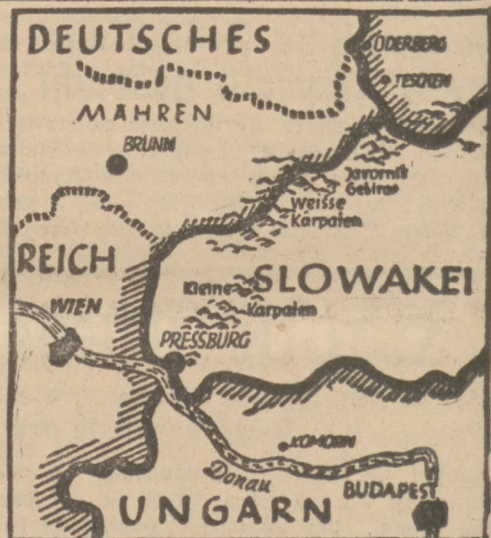 DEUTSCHES
ODERBERG
TESCHEN
MÄHREN
BRÜNN
Javornik
Gebirge
Weisse
Karpaten
REICH
SLOWAKEI
Kleine
Karpaten
WIEN
PRESSBURG
KOMORN
Donau
BUDAPEST
UNGARN